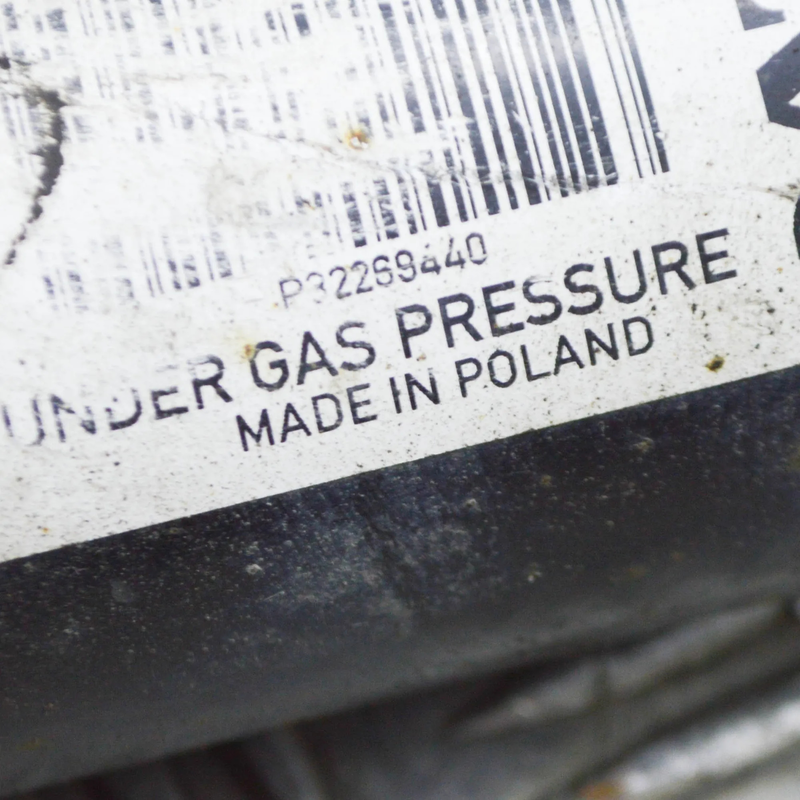 P32269440
UNDER GAS PRESSURE
MADE IN POLAND